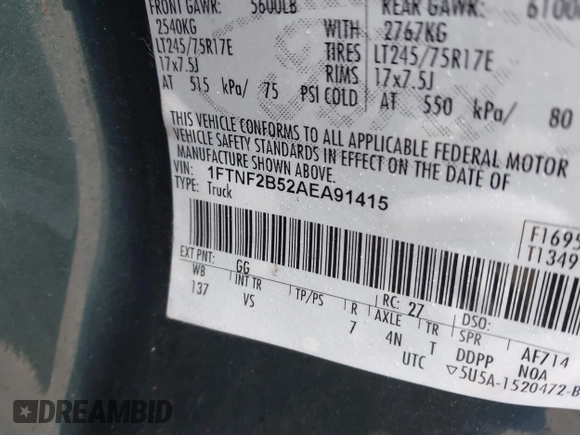 FRONT GAWR: 5600LB
2540KG
LT245/75R17E
17x7.5J
AT 515 kPa/ 75 PSI COLD
REAR GAWR: 6100
WITH 2767KG
TIRES LT245/75R17E
RIMS 17x7.5J
AT 550 kPa/ 80
THIS VEHICLE CONFORMS TO ALL APPLICABLE FEDERAL MOTOR
VEHICLE SAFETY STANDARDS IN EFFECT ON THE DATE OF
MANUFACTURE SHOWN ABOVE.
VIN: 1FTNF2B52AEA91415
TYPE: Truck
F1695
T1349
EXT PNT: GG RC: 27 DSO:
WB INT TR TP/PS R AXLE TR SPR AF714
137 VS 7 4N T DDPP N0A
UTC ▽5U5A-1520472-B
DREAMBID